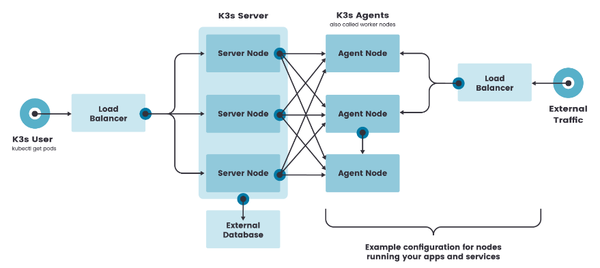 K3s Server
K3s Agents
also called worker nodes
Server Node
Agent Node
Load
Balancer
Server Node
Agent Node
Load
Balancer
K3s User
kubectl get pods
External
Traffic
Server Node
Agent Node
External
Database
Example configuration for nodes
running your apps and services